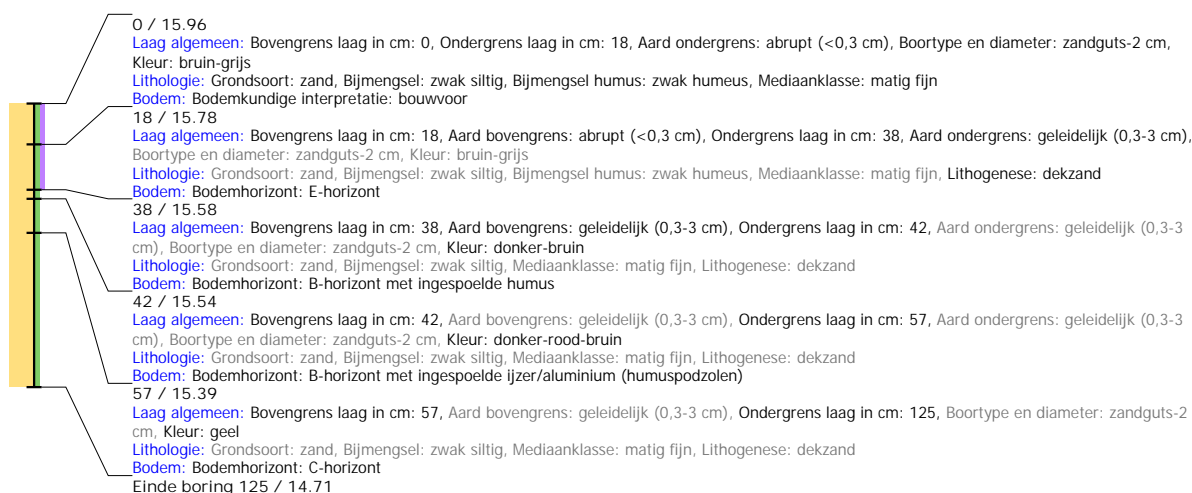 0 / 15.96
Laag algemeen: Bovengrens laag in cm: 0, Ondergrens laag in cm: 18, Aard ondergrens: abrupt (<0,3 cm), Boortype en diameter: zandguts-2 cm,
Kleur: bruin-grijs
Lithologie: Grondsoort: zand, Bijmengsel: zwak siltig, Bijmengsel humus: zwak humeus, Mediaanklasse: matig fijn
Bodem: Bodemkundige interpretatie: bouwvoor
18 / 15.78
Laag algemeen: Bovengrens laag in cm: 18, Aard bovengrens: abrupt (<0,3 cm), Ondergrens laag in cm: 38, Aard ondergrens: geleidelijk (0,3-3 cm),
Boortype en diameter: zandguts-2 cm, Kleur: bruin-grijs
Lithologie: Grondsoort: zand, Bijmengsel: zwak siltig, Bijmengsel humus: zwak humeus, Mediaanklasse: matig fijn, Lithogenese: dekzand
Bodem: Bodemhorizont: E-horizont
38 / 15.58
Laag algemeen: Bovengrens laag in cm: 38, Aard bovengrens: geleidelijk (0,3-3 cm), Ondergrens laag in cm: 42, Aard ondergrens: geleidelijk (0,3-3
cm), Boortype en diameter: zandguts-2 cm, Kleur: donker-bruin
Lithologie: Grondsoort: zand, Bijmengsel: zwak siltig, Mediaanklasse: matig fijn, Lithogenese: dekzand
Bodem: Bodemhorizont: B-horizont met ingespoelde humus
42 / 15.54
Laag algemeen: Bovengrens laag in cm: 42, Aard bovengrens: geleidelijk (0,3-3 cm), Ondergrens laag in cm: 57, Aard ondergrens: geleidelijk (0,3-3
cm), Boortype en diameter: zandguts-2 cm, Kleur: donker-rood-bruin
Lithologie: Grondsoort: zand, Bijmengsel: zwak siltig, Mediaanklasse: matig fijn, Lithogenese: dekzand
Bodem: Bodemhorizont: B-horizont met ingespoelde ijzer/aluminium (humuspodzolen)
57 / 15.39
Laag algemeen: Bovengrens laag in cm: 57, Aard bovengrens: geleidelijk (0,3-3 cm), Ondergrens laag in cm: 125, Boortype en diameter: zandguts-2
cm, Kleur: geel
Lithologie: Grondsoort: zand, Bijmengsel: zwak siltig, Mediaanklasse: matig fijn, Lithogenese: dekzand
Bodem: Bodemhorizont: C-horizont
Einde boring 125 / 14.71